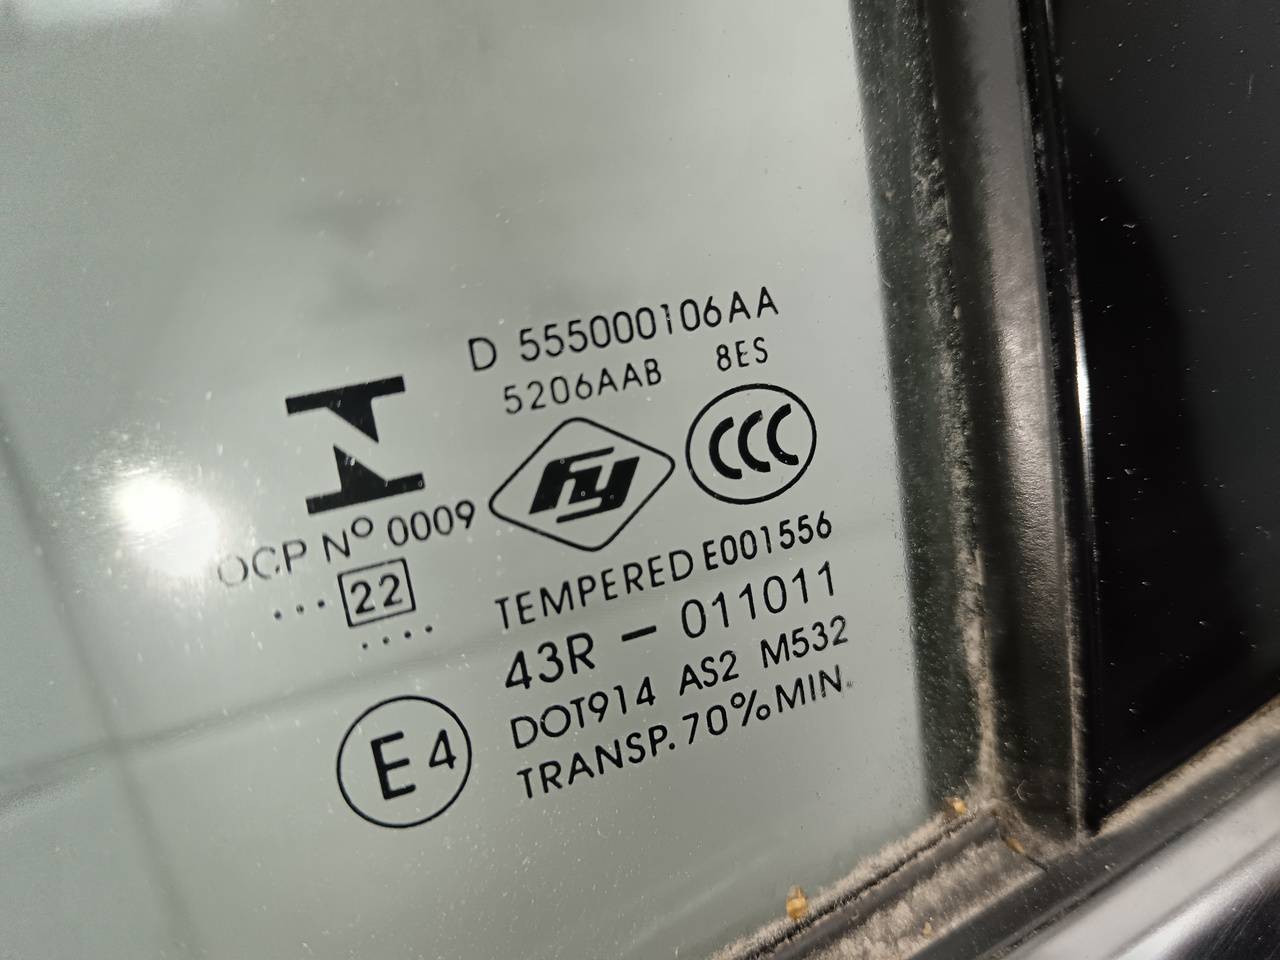 D 555000106AA
5206AAB 8ES
fy CCC
OCP Nº 0009
...22
....
TEMPERED E001556
43R - 011011
DOT914 AS2 M532
TRANSP. 70% MIN.
E4